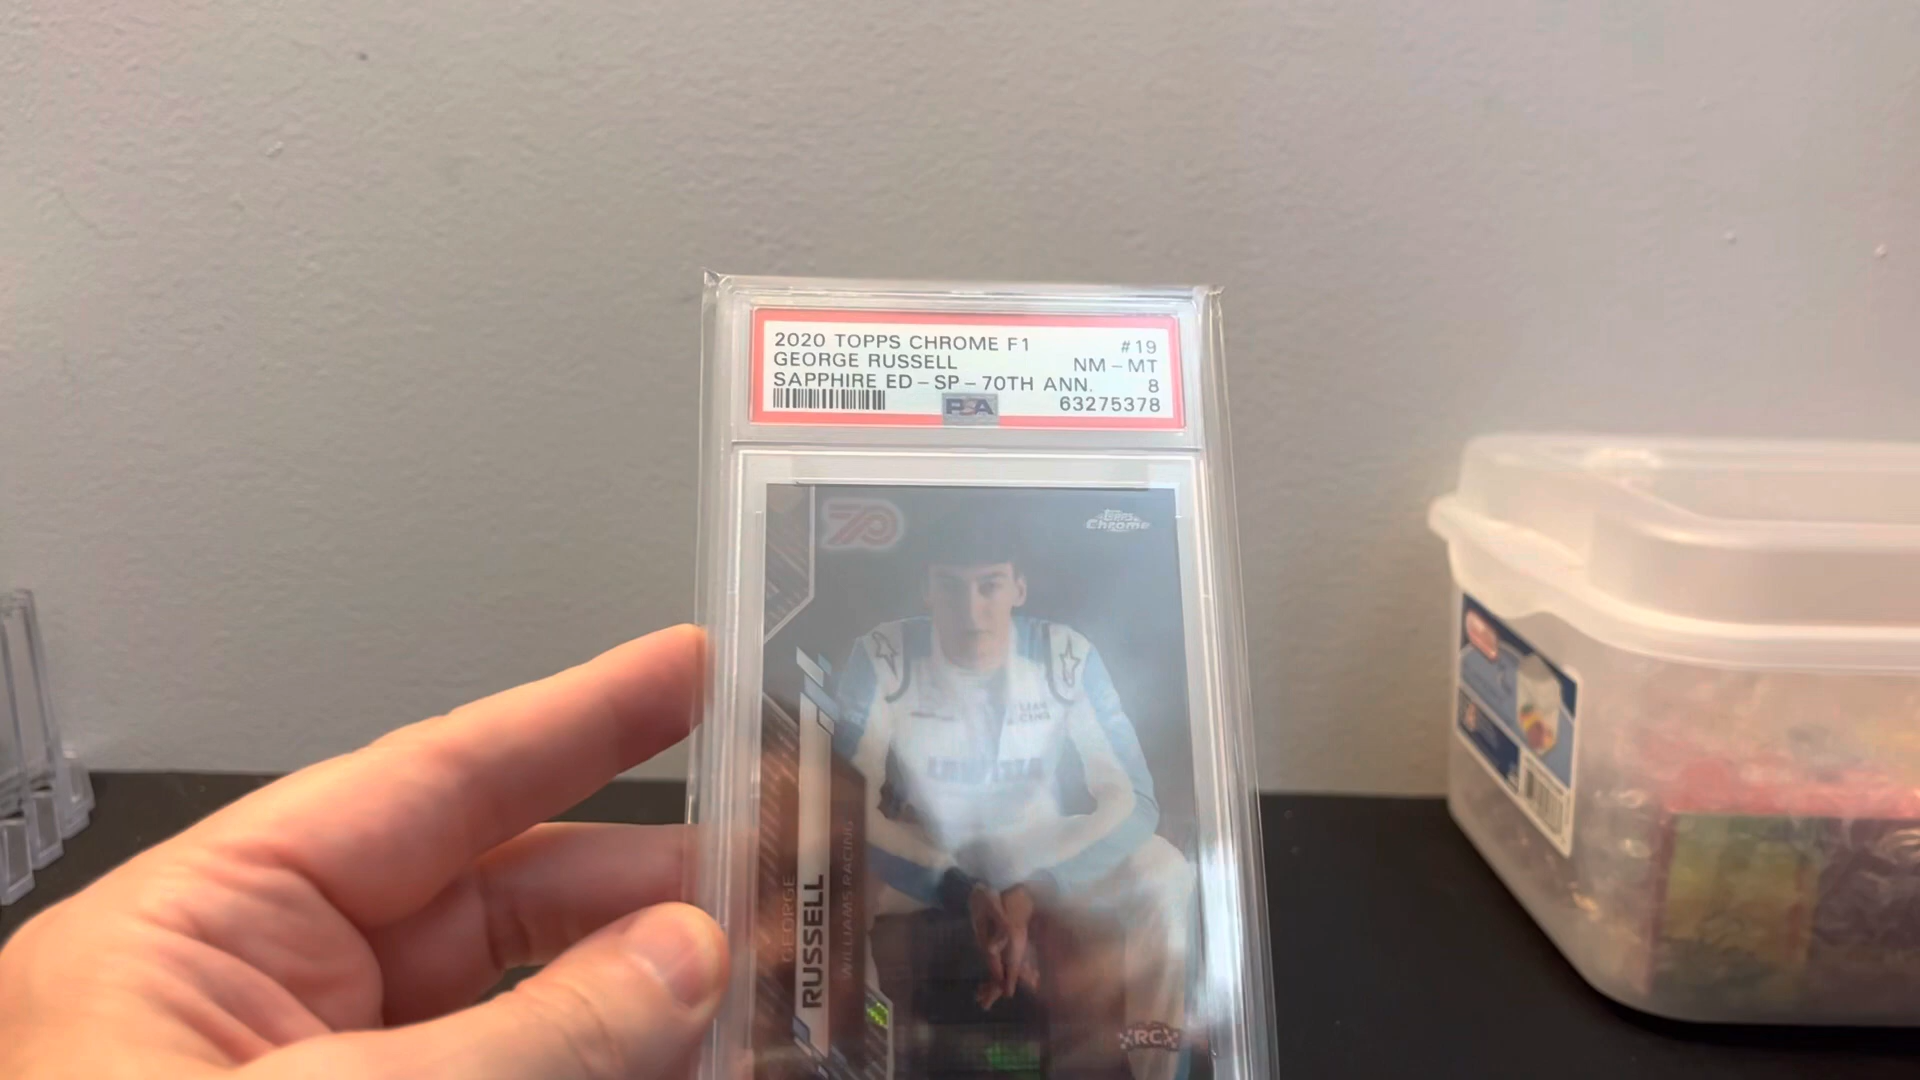 2020 TOPPS CHROME F1 #19
GEORGE RUSSELL NM-MT
SAPPHIRE ED-SP-70TH ANN. 8
PSA 63275378
70
Topps Chrome
GEORGE
RUSSELL
WILLIAMS RACING
RC